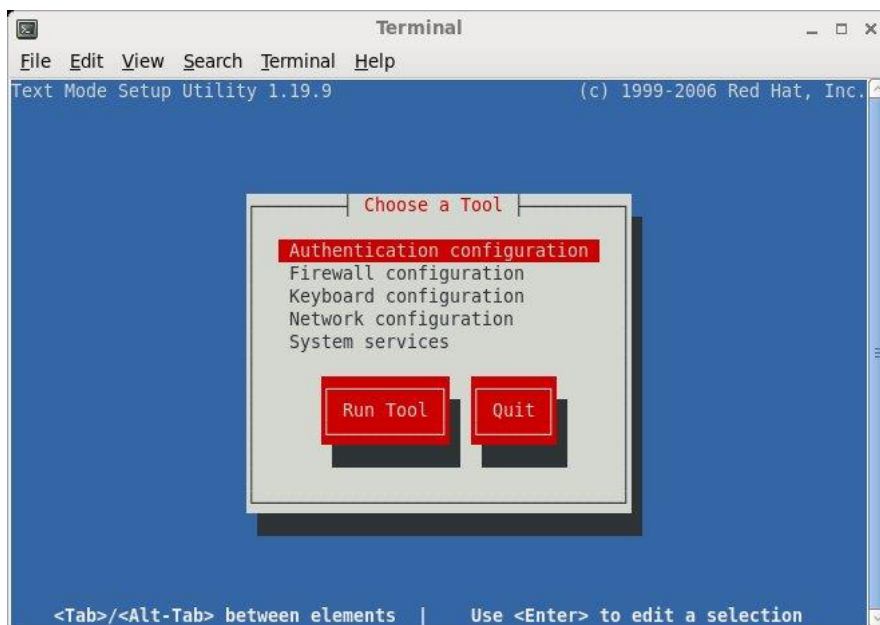 Terminal
File Edit View Search Terminal Help
Text Mode Setup Utility 1.19.9 (c) 1999-2006 Red Hat, Inc.
Choose a Tool
Authentication configuration
Firewall configuration
Keyboard configuration
Network configuration
System services
Run Tool Quit
<Tab>/<Alt-Tab> between elements | Use <Enter> to edit a selection